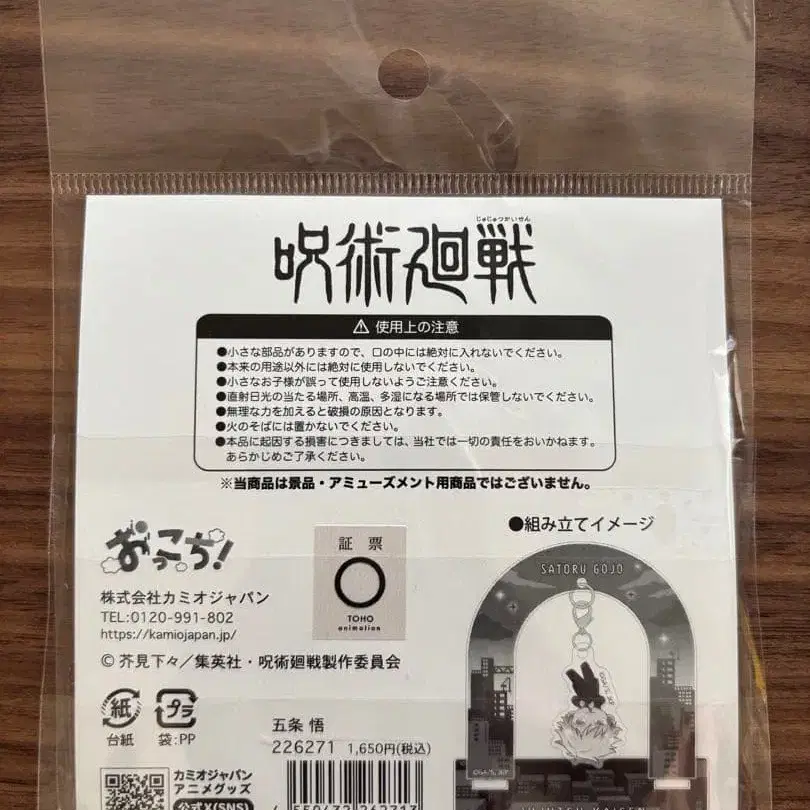 じゅじゅつかいせん
呪術廻戦
⚠ 使用上の注意
●小さな部品がありますので、口の中には絶対に入れないでください。
●本来の用途以外には絶対に使用しないでください。
●小さなお子様が誤って使用しないようご注意ください。
●直射日光の当たる場所、高温、多湿になる場所では保管しないでください。
●無理な力を加えると破損の原因となります。
●火のそばには置かないでください。
●本品に起因する損害につきましては、当社では一切の責任をおいかねます。
あらかじめご了承ください。
※当商品は景品・アミューズメント用商品ではございません。
おっこち!
株式会社カミオジャパン
TEL:0120-991-802
https://kamiojapan.jp/
証票
TOHO
animation
©芥見下々/集英社・呪術廻戦製作委員会
紙
台紙
プラ
袋:PP
五条 悟
226271 1,650円(税込)
カミオジャパン
アニメグッズ
公式X(SNS)
4 550432 262713
●組み立てイメージ
SATORU GOJO
JUJUTSU KAISEN